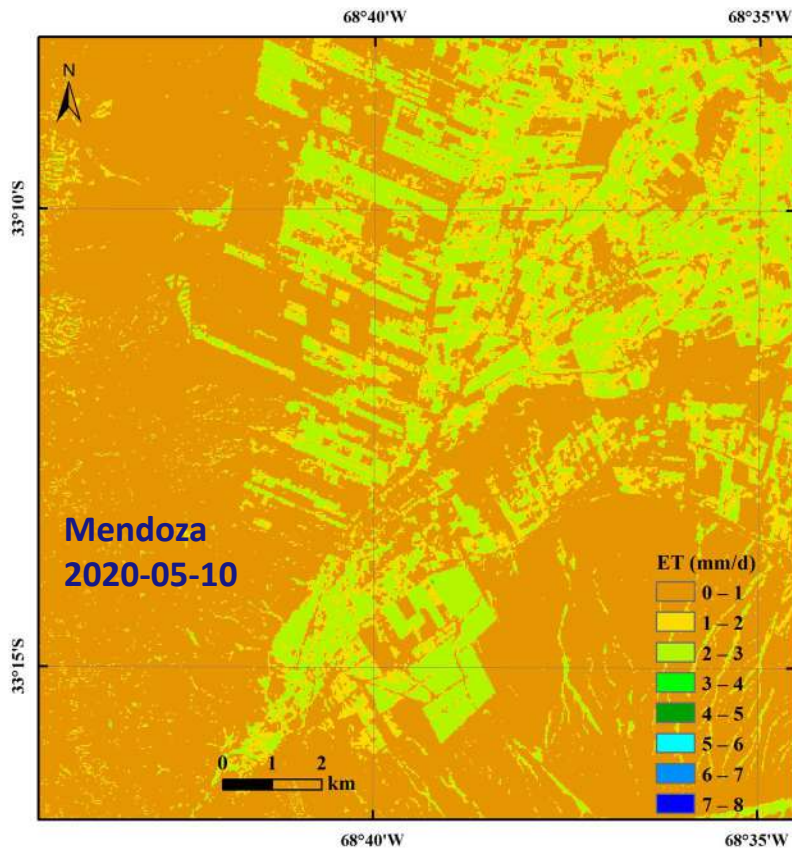 68°40'W 68°35'W
N
33°10'S
Mendoza
2020-05-10
ET (mm/d)
0 – 1
1 – 2
2 – 3
3 – 4
4 – 5
5 – 6
6 – 7
7 – 8
33°15'S
0 1 2
km
68°40'W 68°35'W